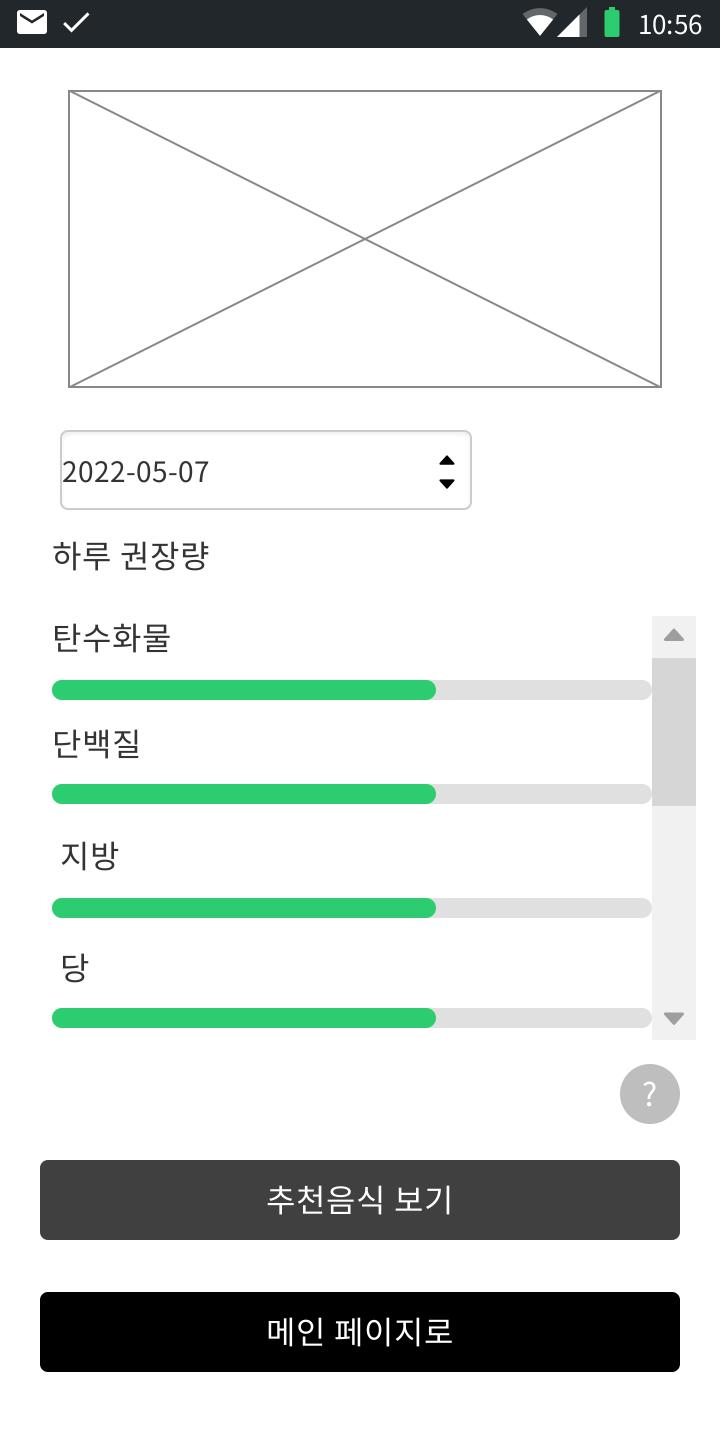 10:56
2022-05-07
하루 권장량
탄수화물
단백질
지방
당
?
추천음식 보기
메인 페이지로